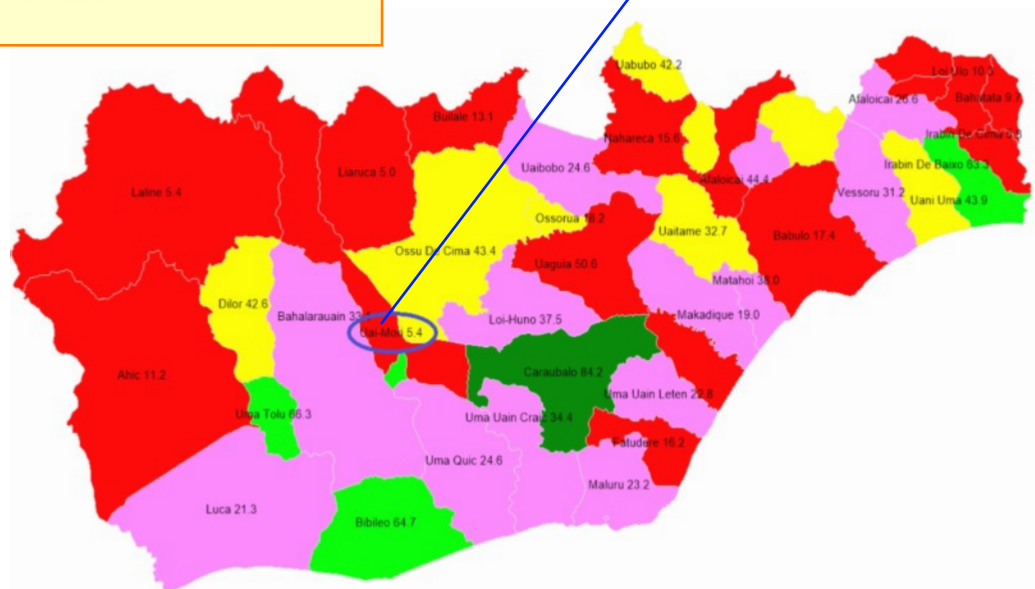 Uabubo 42.2
Loi Ulo 10.3
Afaloicai 26.6
Builale 13.1
Nahareca 15.6
Irabin De Baixo 63.3
Uaibobo 24.6
Liaruca 5.0
Afaloicai 44.4
Laline 5.4
Vessoru 31.2
Uani Uma 43.9
Ossorua 18.2
Uaitame 32.7
Babulo 17.4
Ossu De Cima 43.4
Uaguia 50.6
Matahoi 38.0
Dilor 42.6
Bahalarauain
Makadique 19.0
Loi-Huno 37.5
Uai-Mori 5.4
Caraubalo 84.2
Ahic 11.2
Uma Uain Leten 22.8
Uma Tolu 66.3
Uma Uain Craic 34.4
Fatudere 16.2
Uma Quic 24.6
Maluru 23.2
Luca 21.3
Bibileo 64.7